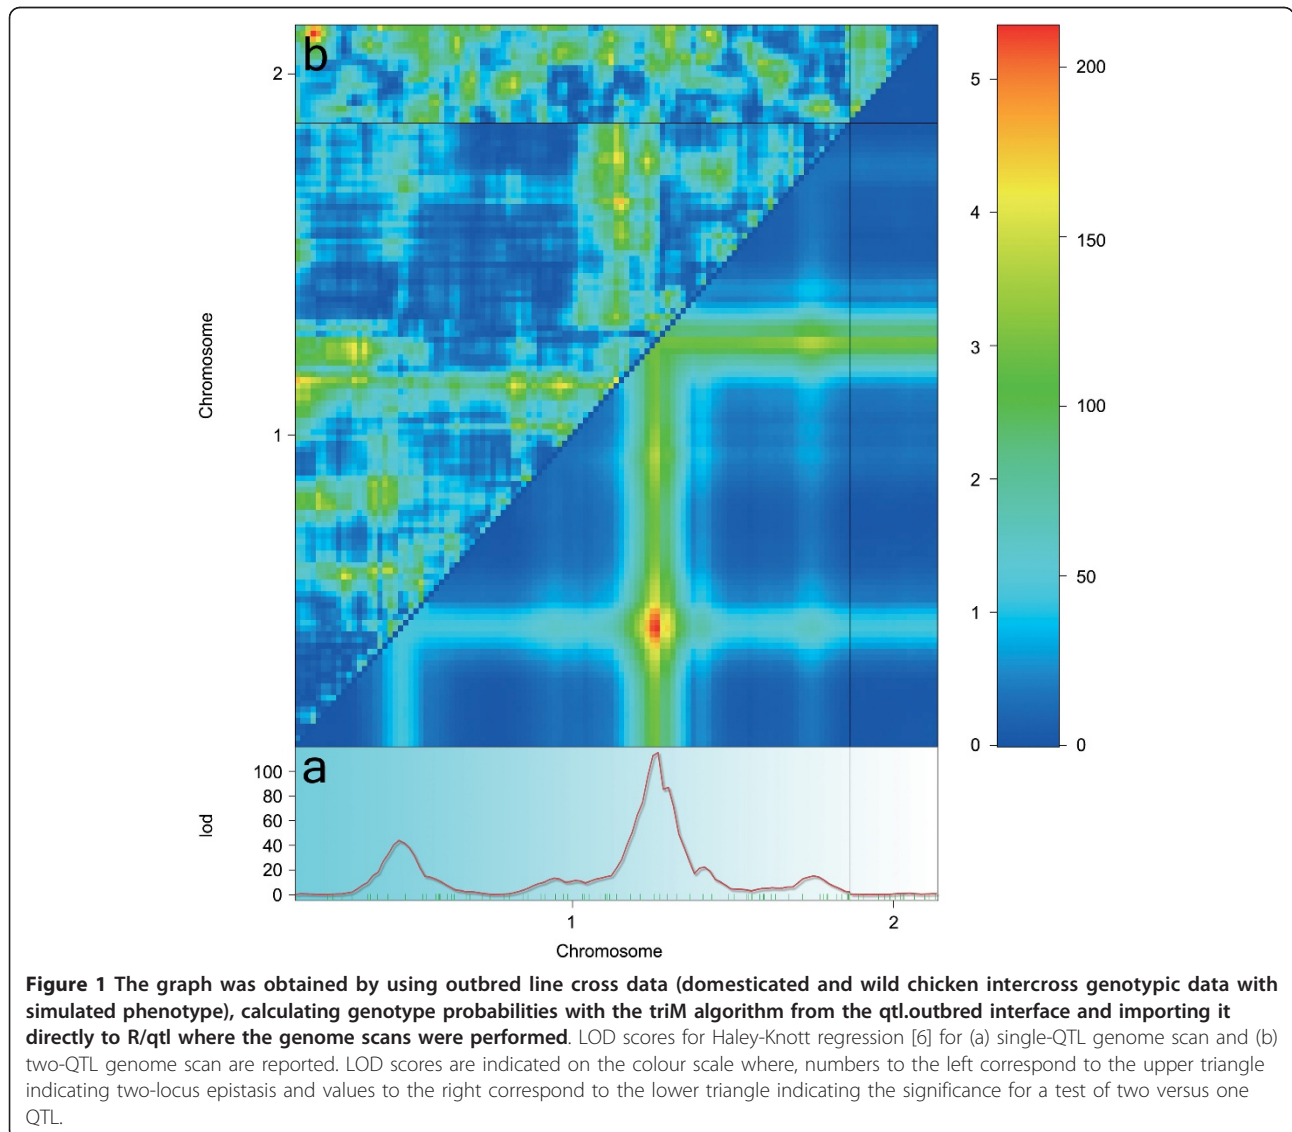 b
2
Chromosome
1
5
4
3
2
1
0
200
150
100
50
0
a
100
80
60
40
20
0
lod
1
2
Chromosome
Figure 1 The graph was obtained by using outbred line cross data (domesticated and wild chicken intercross genotypic data with
simulated phenotype), calculating genotype probabilities with the triM algorithm from the qtl.outbred interface and importing it
directly to R/qtl where the genome scans were performed. LOD scores for Haley-Knott regression [6] for (a) single-QTL genome scan and (b)
two-QTL genome scan are reported. LOD scores are indicated on the colour scale where, numbers to the left correspond to the upper triangle
indicating two-locus epistasis and values to the right correspond to the lower triangle indicating the significance for a test of two versus one
QTL.